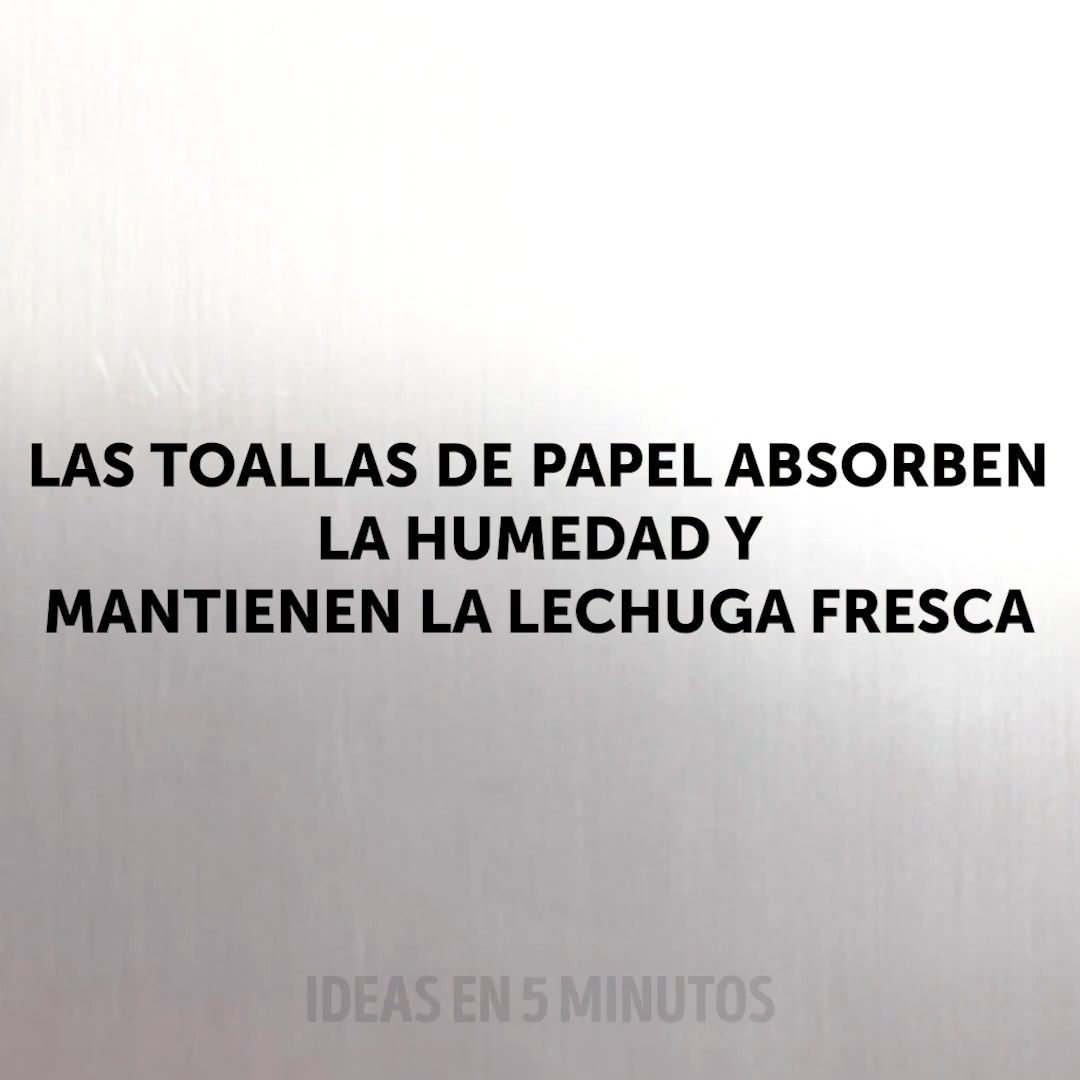 LAS TOALLAS DE PAPEL ABSORBEN
LA HUMEDAD Y
MANTIENEN LA LECHUGA FRESCA
IDEAS EN 5 MINUTOS